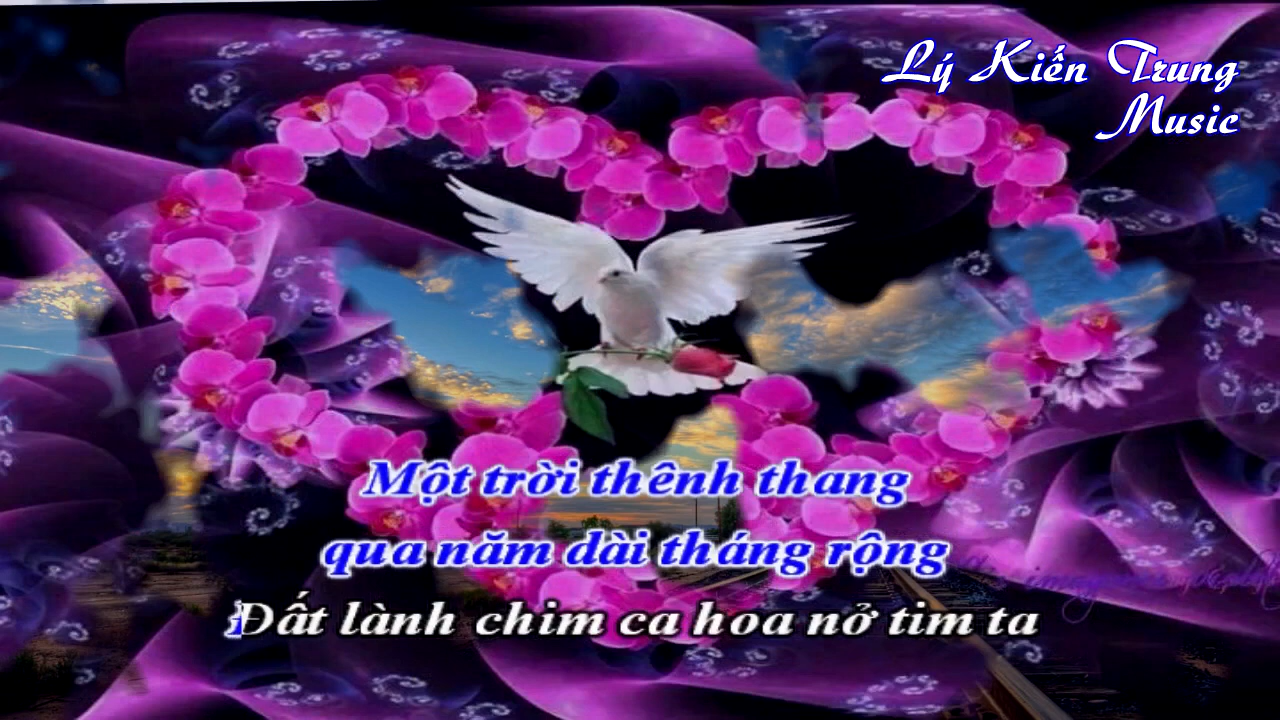 Lý Kiến Trung
Music
Một trời thênh thang
qua năm dài tháng rộng
Đất lành chim ca hoa nở tim ta